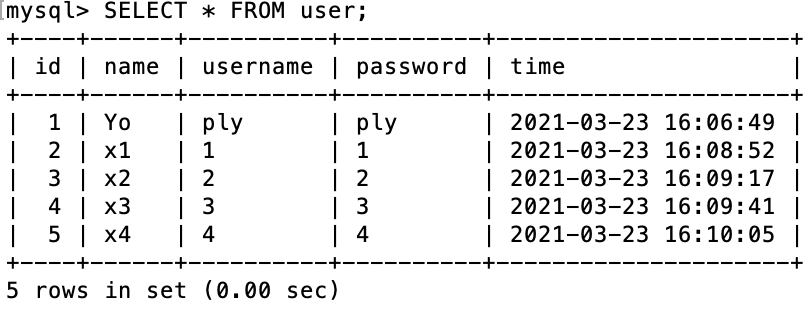 [mysql> SELECT * FROM user;
+----+------+----------+----------+---------------------+
| id | name | username | password | time                |
+----+------+----------+----------+---------------------+
|  1 | Yo   | ply      | ply      | 2021-03-23 16:06:49 |
|  2 | x1   | 1        | 1        | 2021-03-23 16:08:52 |
|  3 | x2   | 2        | 2        | 2021-03-23 16:09:17 |
|  4 | x3   | 3        | 3        | 2021-03-23 16:09:41 |
|  5 | x4   | 4        | 4        | 2021-03-23 16:10:05 |
+----+------+----------+----------+---------------------+
5 rows in set (0.00 sec)